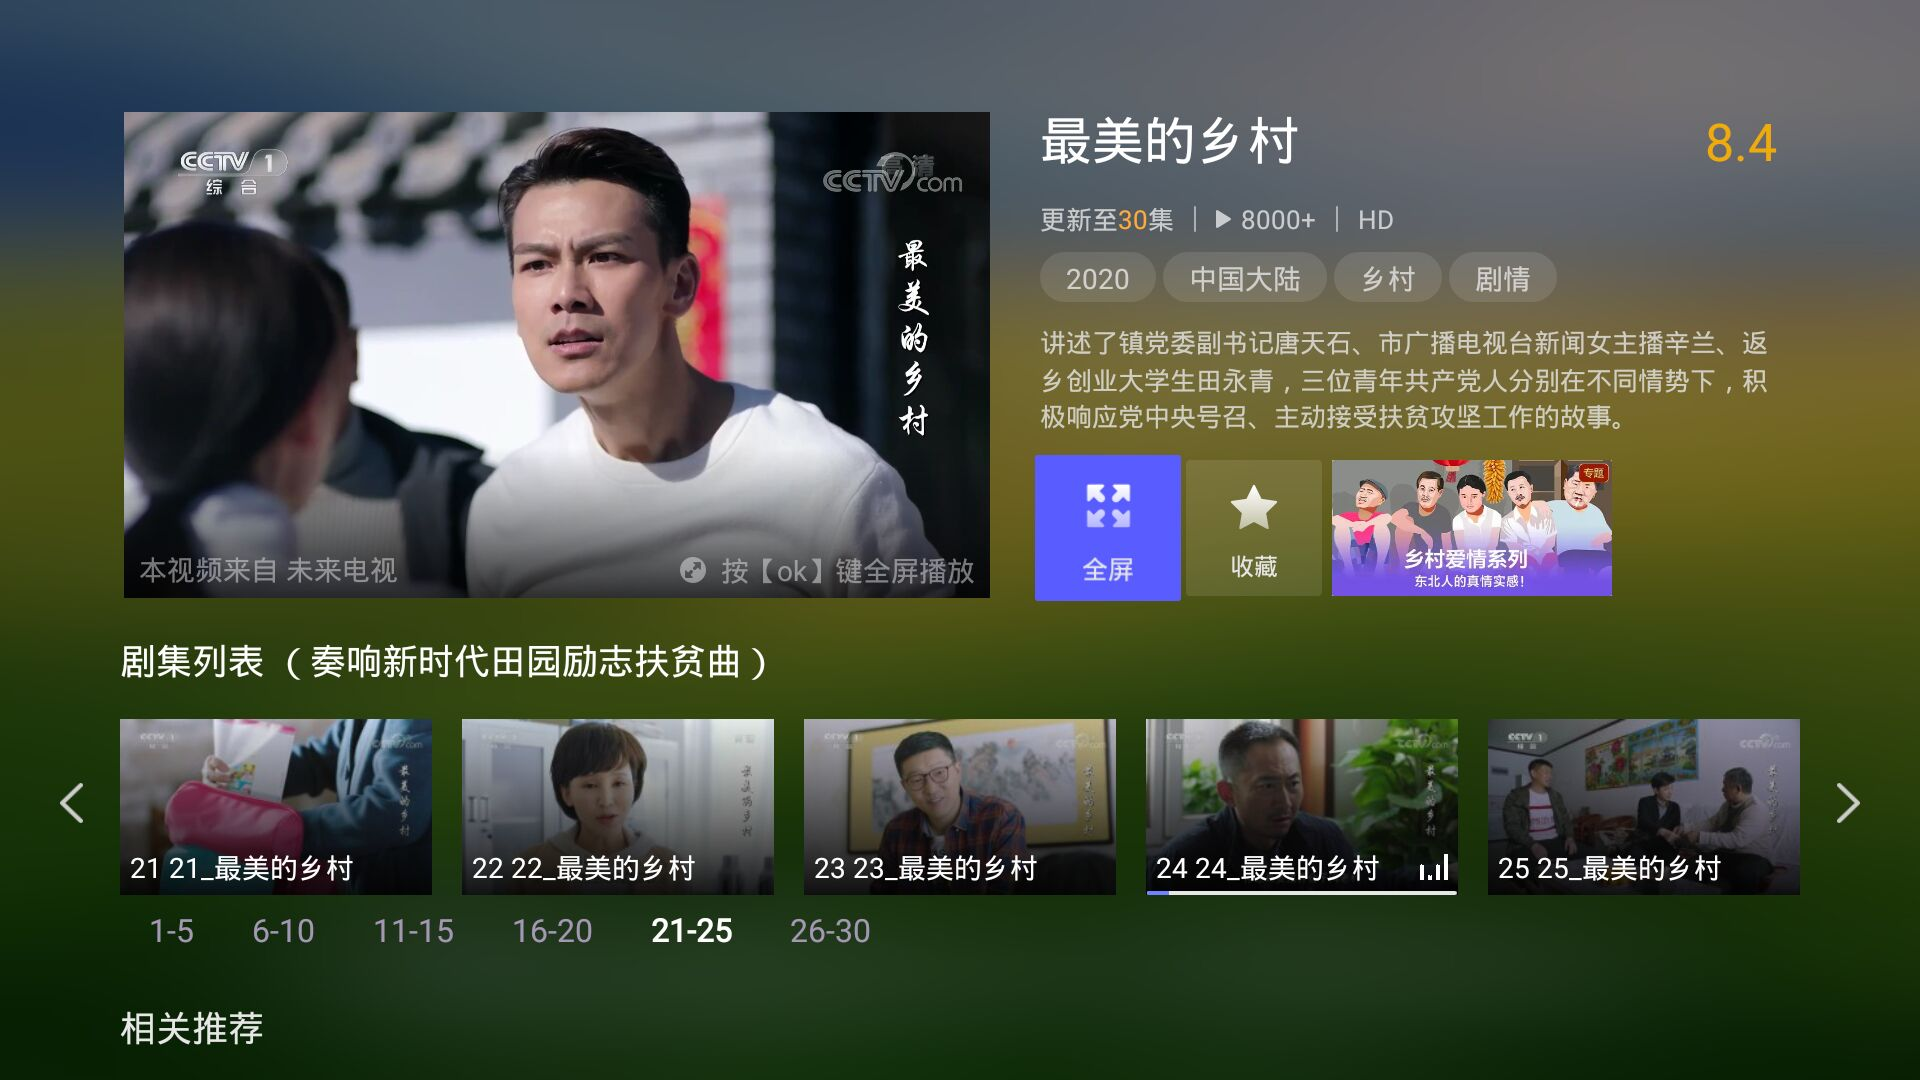 CCTV 1
综合
高清
CCTV.com
最美的乡村
本视频来自 未来电视
按【ok】键全屏播放
最美的乡村
8.4
更新至30集
8000+
HD
2020
中国大陆
乡村
剧情
讲述了镇党委副书记唐天石、市广播电视台新闻女主播辛兰、返
乡创业大学生田永青，三位青年共产党人分别在不同情势下，积
极响应党中央号召、主动接受扶贫攻坚工作的故事。
全屏
收藏
专题
乡村爱情系列
东北人的真情实感！
剧集列表 （奏响新时代田园励志扶贫曲）
21 21_最美的乡村
22 22_最美的乡村
23 23_最美的乡村
24 24_最美的乡村
25 25_最美的乡村
1-5
6-10
11-15
16-20
21-25
26-30
相关推荐